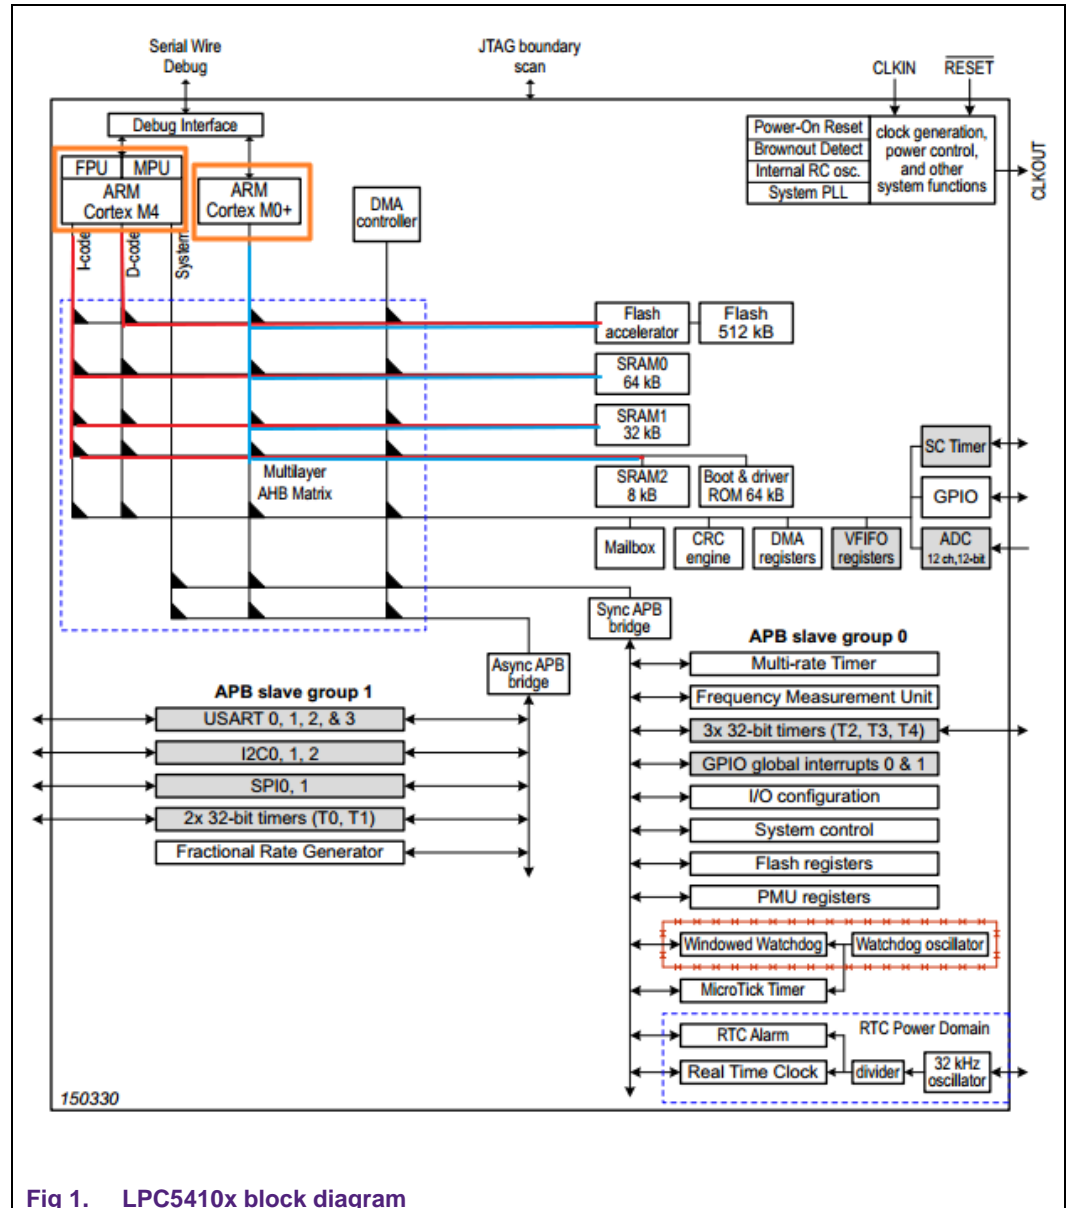 Serial Wire
Debug
JTAG boundary
scan
CLKIN
RESET
Debug Interface
Power-On Reset
Brownout Detect
Internal RC osc.
System PLL
clock generation,
power control,
and other
system functions
CLKOUT
FPU
MPU
ARM
Cortex M4
ARM
Cortex M0+
DMA
controller
I-code
D-code
System
Flash
accelerator
Flash
512 kB
SRAM0
64 kB
SRAM1
32 kB
Multilayer
AHB Matrix
SRAM2
8 kB
Boot & driver
ROM 64 kB
SC Timer
GPIO
ADC
12 ch,12-bit
Mailbox
CRC
engine
DMA
registers
VFIFO
registers
Sync APB
bridge
Async APB
bridge
APB slave group 0
Multi-rate Timer
Frequency Measurement Unit
3x 32-bit timers (T2, T3, T4)
GPIO global interrupts 0 & 1
I/O configuration
System control
Flash registers
PMU registers
Windowed Watchdog
Watchdog oscillator
MicroTick Timer
RTC Alarm
RTC Power Domain
Real Time Clock
divider
32 kHz
oscillator
APB slave group 1
USART 0, 1, 2, & 3
I2C0, 1, 2
SPI0, 1
2x 32-bit timers (T0, T1)
Fractional Rate Generator
150330
Fig 1. LPC5410x block diagram